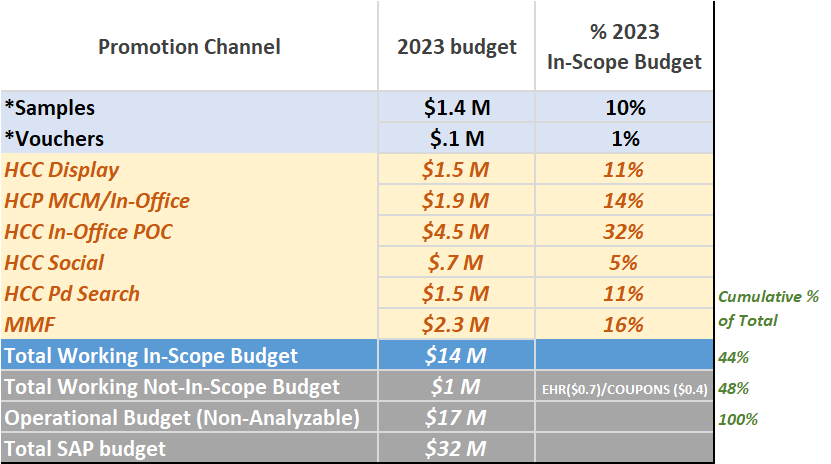 Promotion Channel 2023 budget % 2023
In-Scope Budget
*Samples $1.4 M 10%
*Vouchers $.1 M 1%
HCC Display $1.5 M 11%
HCP MCM/In-Office $1.9 M 14%
HCC In-Office POC $4.5 M 32%
HCC Social $.7 M 5%
HCC Pd Search $1.5 M 11% Cumulative %
MMF $2.3 M 16% of Total
Total Working In-Scope Budget $14 M 44%
Total Working Not-In-Scope Budget $1 M EHR($0.7)/COUPONS ($0.4) 48%
Operational Budget (Non-Analyzable) $17 M 100%
Total SAP budget $32 M